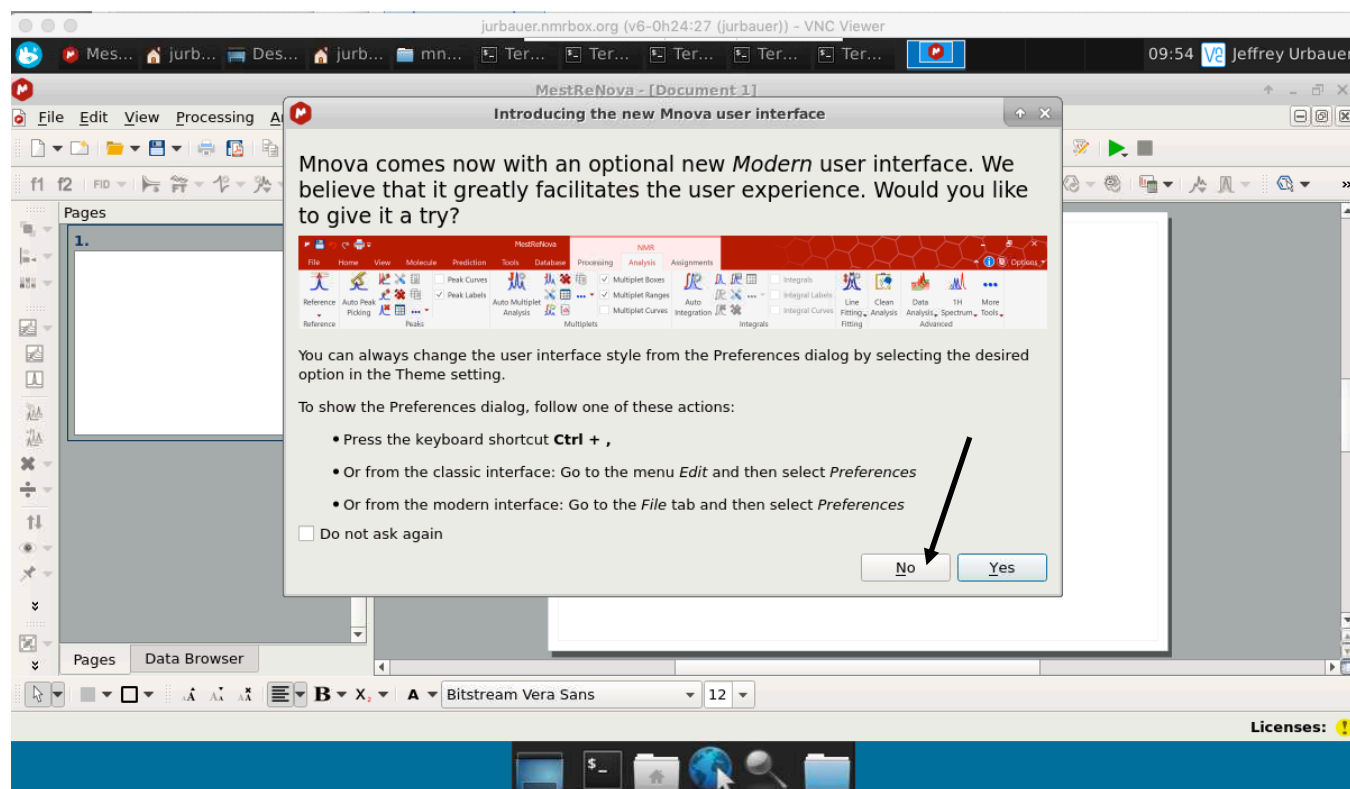 jurbauer.nmrbox.org (v6-0h24:27 (jurbauer)) - VNC Viewer
Mes... jurb... Des... jurb... mn... Ter... Ter... Ter... Ter... Ter... 09:54 Jeffrey Urbauer
MestReNova - [Document 1]
Introducing the new Mnova user interface
File Edit View Processing
Mnova comes now with an optional new Modern user interface. We
believe that it greatly facilitates the user experience. Would you like
to give it a try?
f1 f2 FID
Pages
1.
MestReNova NMR
File Home View Molecule Prediction Tools Database Processing Analysis Assignments Options
Peak Curves Multiplet Boxes Integrals
Reference Auto Peak Picking Peak Labels Auto Multiplet Analysis Multiplet Ranges Auto Integration Integral Labels Line Fitting Clean Analysis Data Analysis 1H Spectrum More Tools
Multiplet Curves Integral Curves
Reference Peaks Multiplets Integrals Fitting Advanced
You can always change the user interface style from the Preferences dialog by selecting the desired
option in the Theme setting.
To show the Preferences dialog, follow one of these actions:
• Press the keyboard shortcut Ctrl + ,
• Or from the classic interface: Go to the menu Edit and then select Preferences
• Or from the modern interface: Go to the File tab and then select Preferences
Do not ask again
No Yes
Pages Data Browser
Bitstream Vera Sans 12
Licenses: